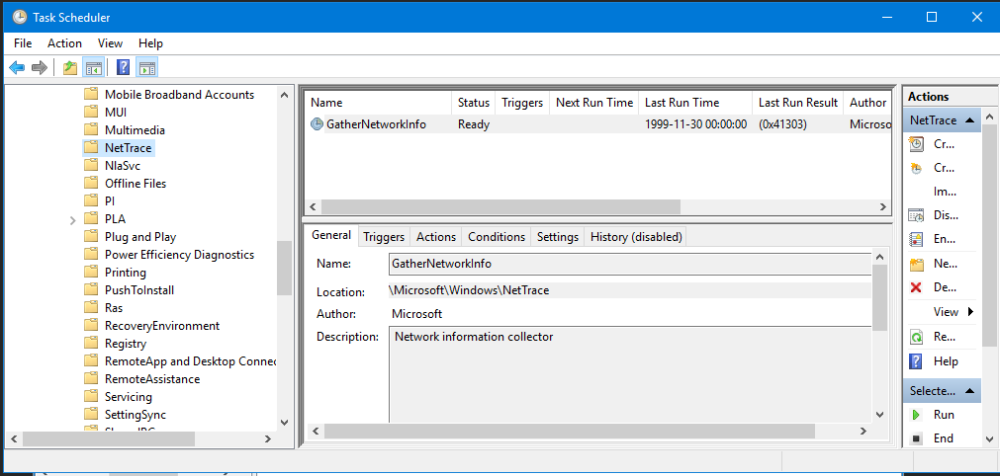 Task Scheduler
File Action View Help
Mobile Broadband Accounts
MUI
Multimedia
NetTrace
NlaSvc
Offline Files
PI
PLA
Plug and Play
Power Efficiency Diagnostics
Printing
PushToInstall
Ras
RecoveryEnvironment
Registry
RemoteApp and Desktop Connec
RemoteAssistance
Servicing
SettingSync
Name Status Triggers Next Run Time Last Run Time Last Run Result Author
GatherNetworkInfo Ready 1999-11-30 00:00:00 (0x41303) Microso
General Triggers Actions Conditions Settings History (disabled)
Name: GatherNetworkInfo
Location: \Microsoft\Windows\NetTrace
Author: Microsoft
Description: Network information collector
Actions
NetTrace
Cr...
Cr...
Im...
Dis...
En...
Ne...
De...
View
Re...
Help
Selecte...
Run
End